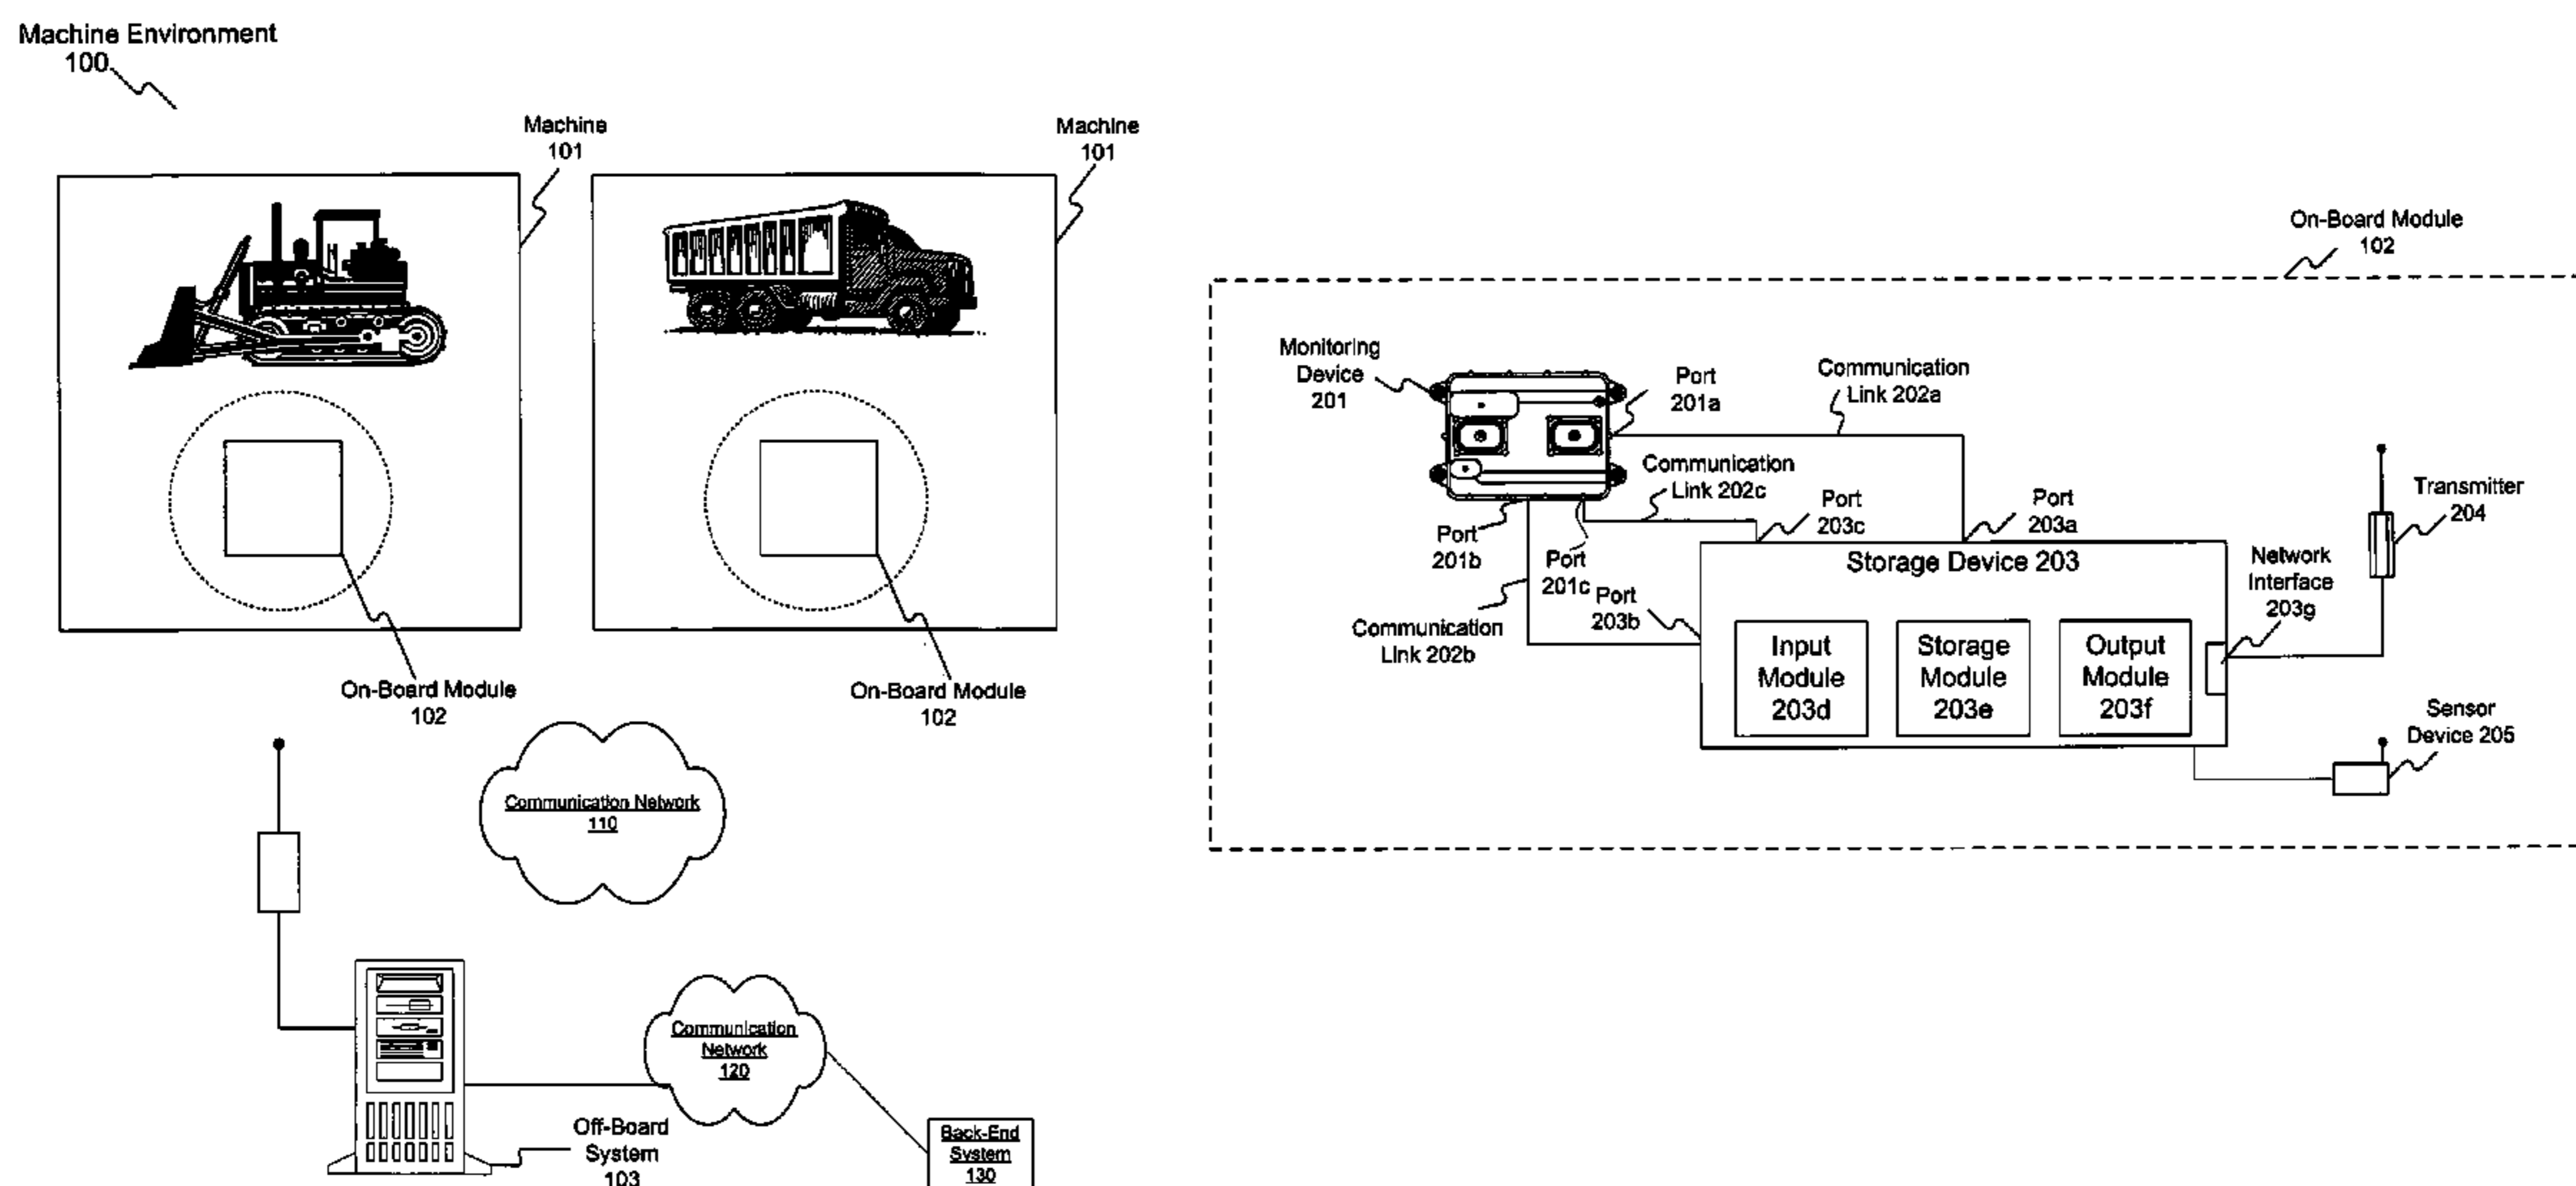 Machine Environment
100
Machine
101
Machine
101
On-Board Module
102
On-Board Module
102
Communication Network
110
Communication
Network
120
Off-Board
System
103
Back-End
System
130
On-Board Module
102
Monitoring
Device
201
Port
201a
Communication
Link 202a
Communication
Link 202c
Port
203c
Port
203a
Transmitter
204
Port
201b
Port
201c
Port
203b
Communication
Link 202b
Storage Device 203
Network
Interface
203g
Input
Module
203d
Storage
Module
203e
Output
Module
203f
Sensor
Device 205